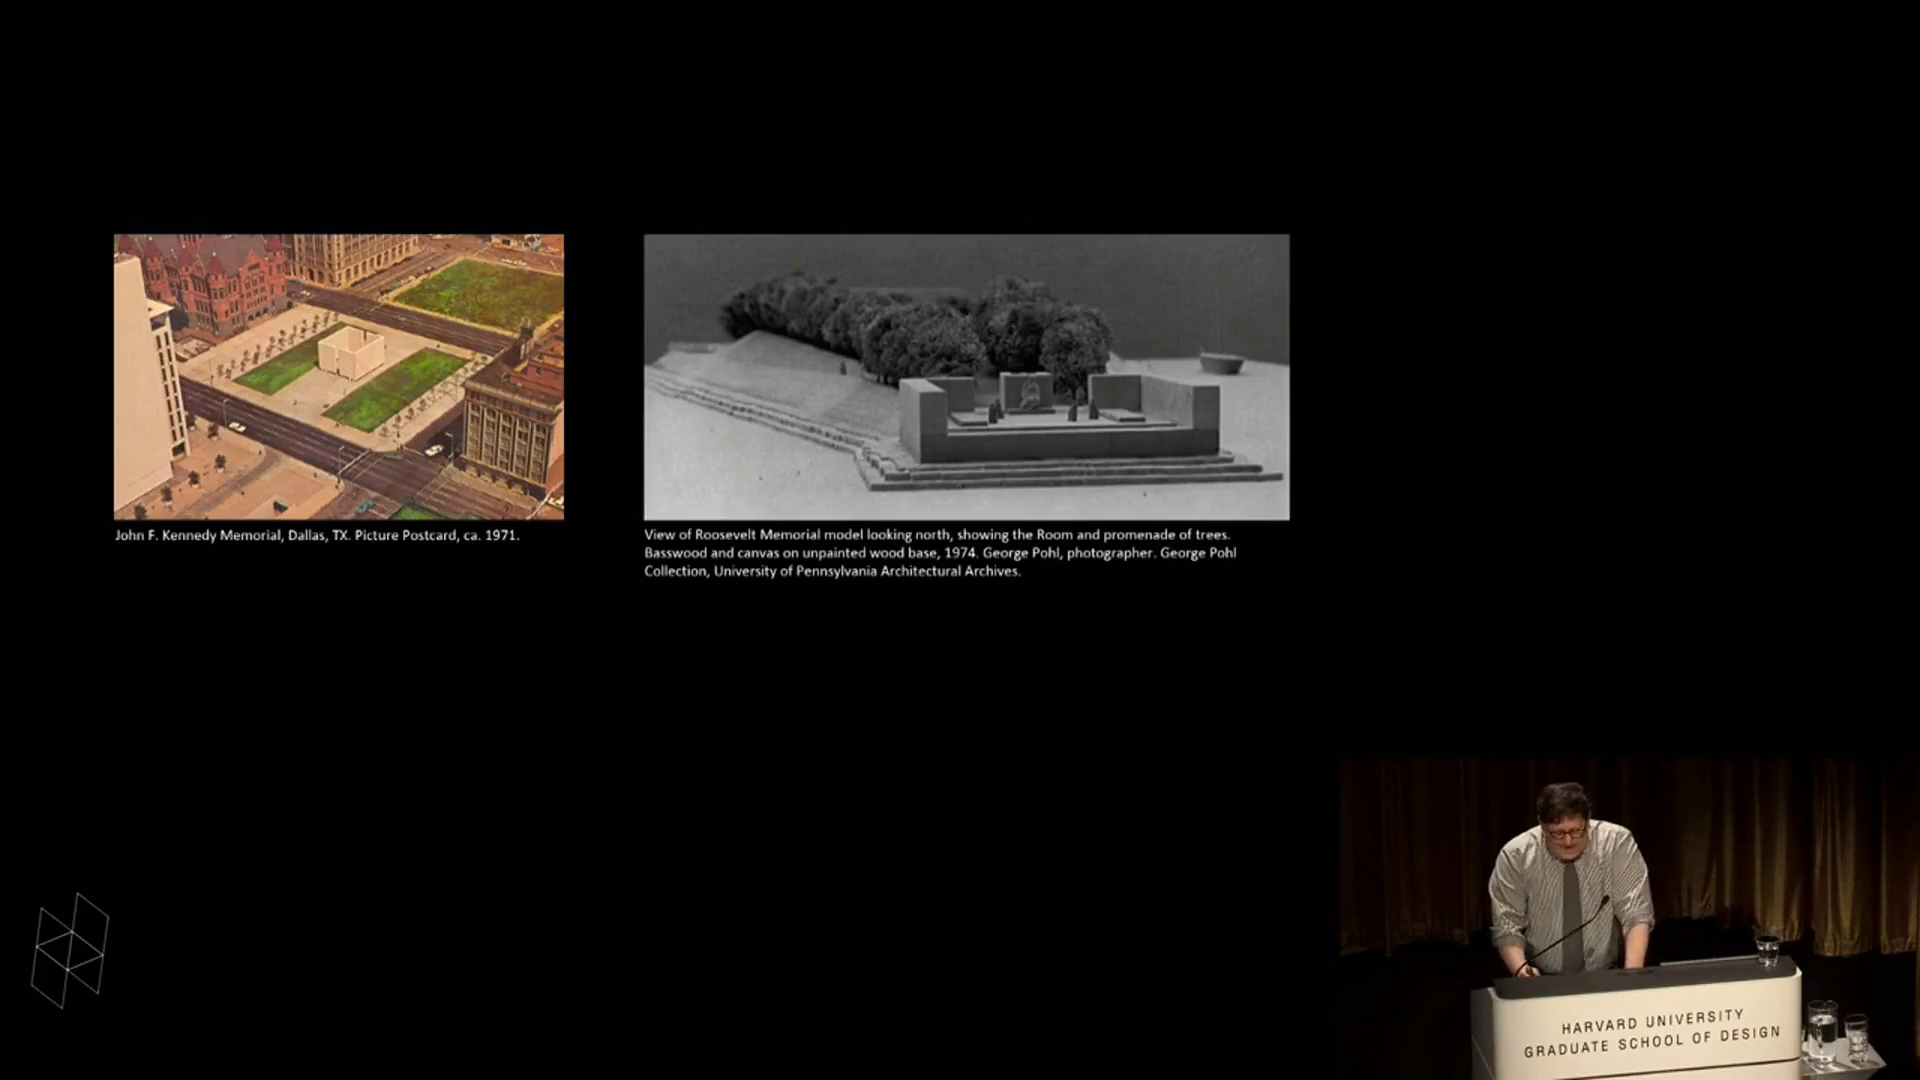 John F. Kennedy Memorial, Dallas, TX. Picture Postcard, ca. 1971.
View of Roosevelt Memorial model looking north, showing the Room and promenade of trees.
Basswood and canvas on unpainted wood base, 1974. George Pohl, photographer. George Pohl
Collection, University of Pennsylvania Architectural Archives.
HARVARD UNIVERSITY
GRADUATE SCHOOL OF DESIGN